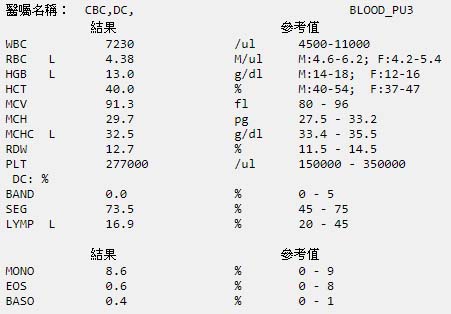 醫囑名稱： CBC,DC, BLOOD_PU3
結果 參考值
WBC 7230 /ul 4500-11000
RBC L 4.38 M/ul M:4.6-6.2; F:4.2-5.4
HGB L 13.0 g/dl M:14-18; F:12-16
HCT 40.0 % M:40-54; F:37-47
MCV 91.3 fl 80 - 96
MCH 29.7 pg 27.5 - 33.2
MCHC L 32.5 g/dl 33.4 - 35.5
RDW 12.7 % 11.5 - 14.5
PLT 277000 /ul 150000 - 350000
DC: %
BAND 0.0 % 0 - 5
SEG 73.5 % 45 - 75
LYMP L 16.9 % 20 - 45
結果 參考值
MONO 8.6 % 0 - 9
EOS 0.6 % 0 - 8
BASO 0.4 % 0 - 1